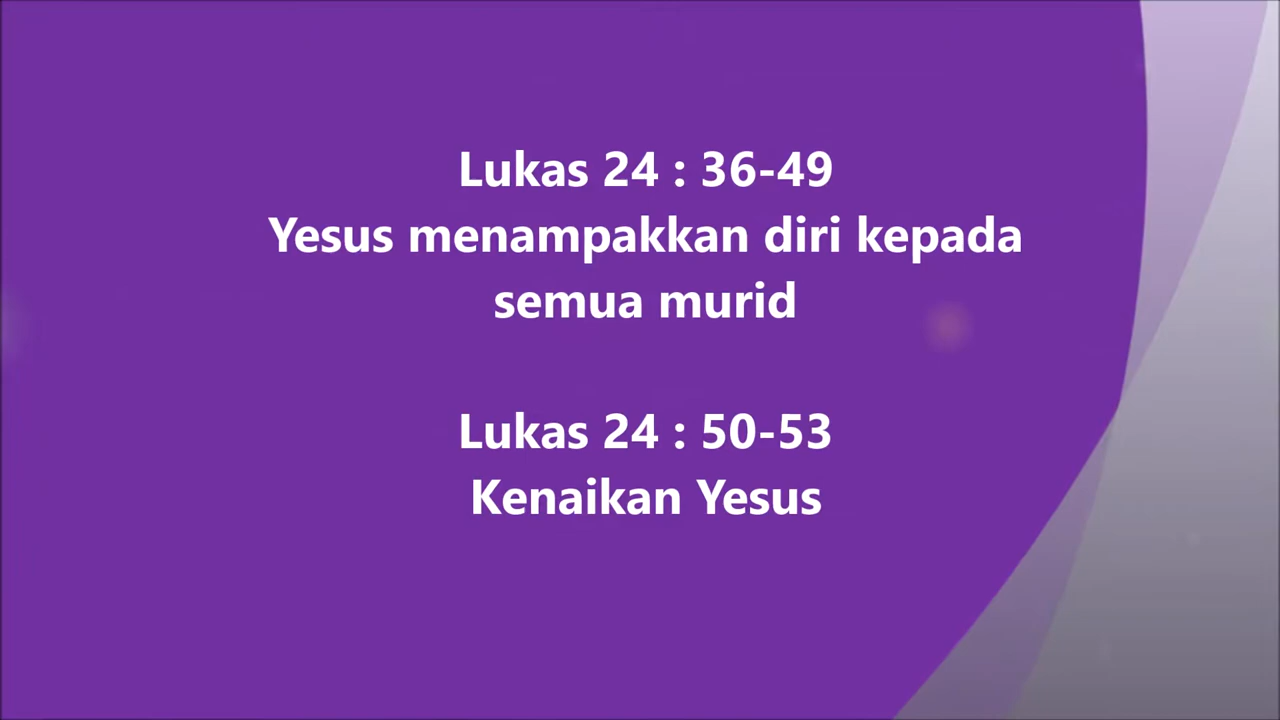 Lukas 24 : 36-49
Yesus menampakkan diri kepada
semua murid
Lukas 24 : 50-53
Kenaikan Yesus